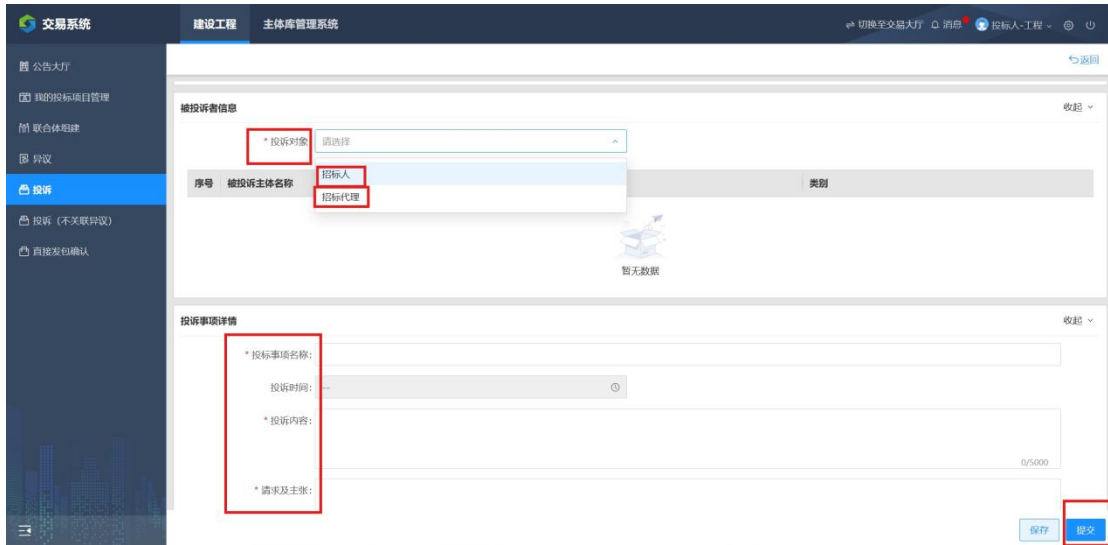 交易系统 建设工程 主体库管理系统 切换至交易大厅 消息 投标人-工程
公告大厅
我的投标项目管理
联合体组建
异议
投诉
投诉（不关联异议）
直接发包确认
返回
被投诉者信息 收起
* 投诉对象 请选择
招标人
招标代理
序号 被投诉主体名称 类别
暂无数据
投诉事项详情 收起
* 投标事项名称:
投诉时间: --
* 投诉内容:
0/5000
* 请求及主张:
保存 提交